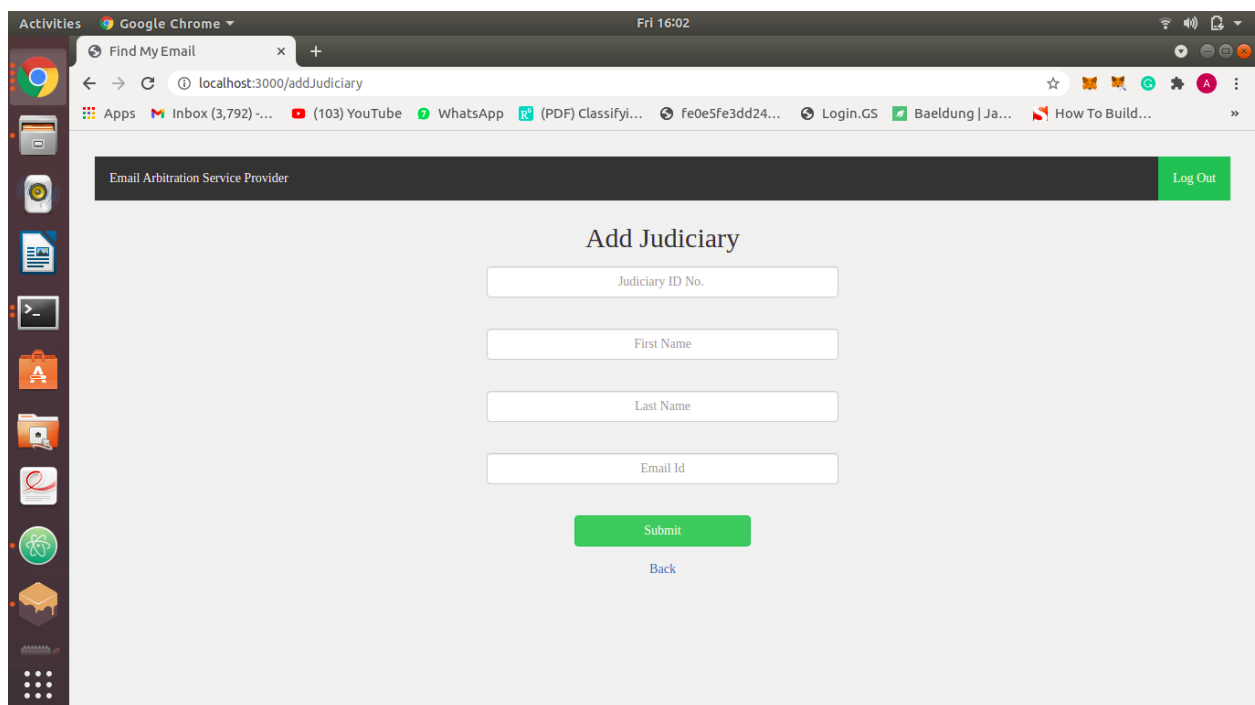 Activities Google Chrome Fri 16:02
Find My Email
localhost:3000/addJudiciary A
Apps Inbox (3,792) -... (103) YouTube WhatsApp (PDF) Classifyi... fe0e5fe3dd24... Login.GS Baeldung | Ja... How To Build... »
Email Arbitration Service Provider Log Out
Add Judiciary
Judiciary ID No.
First Name
Last Name
Email Id
Submit
Back